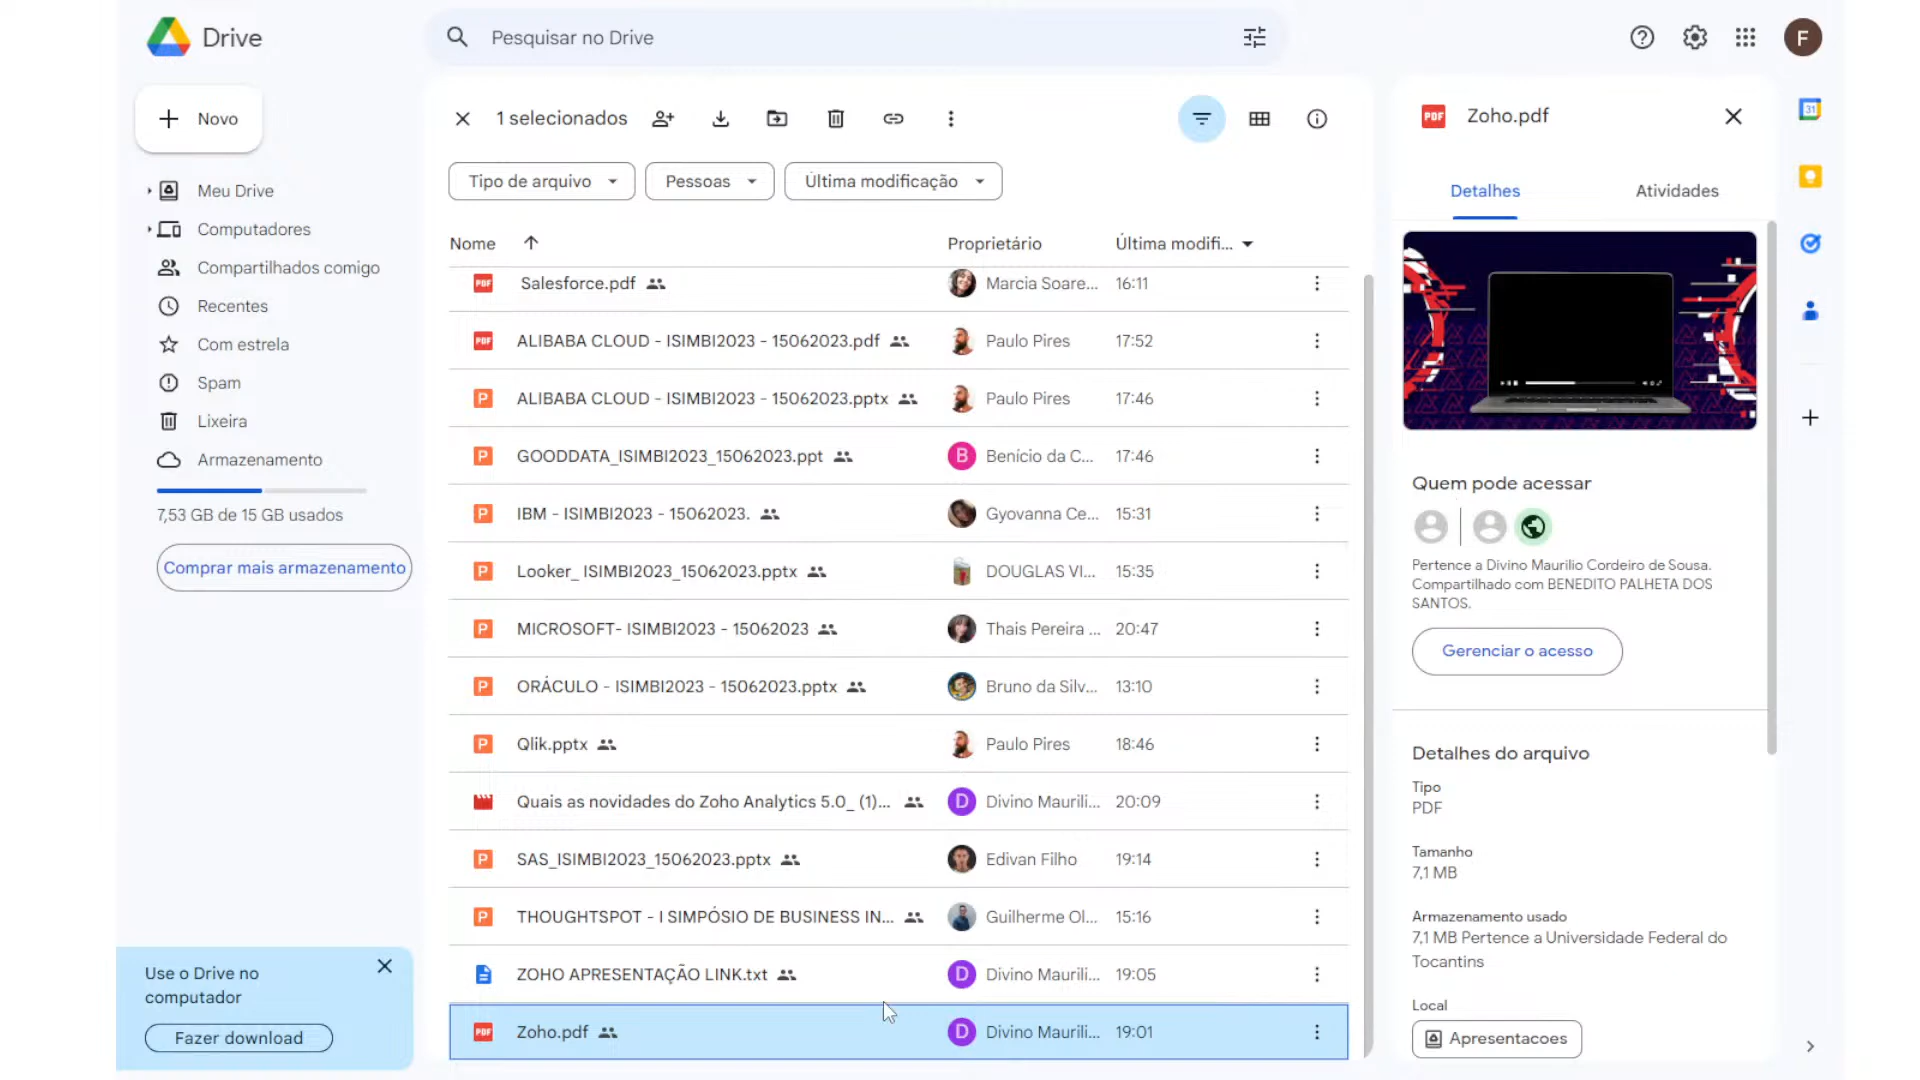 Drive
Pesquisar no Drive
F
Novo
Meu Drive
Computadores
Compartilhados comigo
Recentes
Com estrela
Spam
Lixeira
Armazenamento
7,53 GB de 15 GB usados
Comprar mais armazenamento
Use o Drive no
computador
Fazer download
1 selecionados
Tipo de arquivo
Pessoas
Última modificação
Nome
Proprietário
Última modifi...
PDF Salesforce.pdf Marcia Soare... 16:11
PDF ALIBABA CLOUD - ISIMBI2023 - 15062023.pdf Paulo Pires 17:52
P ALIBABA CLOUD - ISIMBI2023 - 15062023.pptx Paulo Pires 17:46
P GOODDATA_ISIMBI2023_15062023.ppt B Benício da C... 17:46
P IBM - ISIMBI2023 - 15062023. Gyovanna Ce... 15:31
P Looker_ ISIMBI2023_15062023.pptx DOUGLAS VI... 15:35
P MICROSOFT- ISIMBI2023 - 15062023 Thais Pereira ... 20:47
P ORÁCULO - ISIMBI2023 - 15062023.pptx Bruno da Silv... 13:10
P Qlik.pptx Paulo Pires 18:46
Quais as novidades do Zoho Analytics 5.0_ (1)... D Divino Maurili... 20:09
P SAS_ISIMBI2023_15062023.pptx Edivan Filho 19:14
P THOUGHTSPOT - I SIMPÓSIO DE BUSINESS IN... Guilherme Ol... 15:16
ZOHO APRESENTAÇÃO LINK.txt D Divino Maurili... 19:05
PDF Zoho.pdf D Divino Maurili... 19:01
PDF Zoho.pdf
Detalhes
Atividades
Quem pode acessar
Pertence a Divino Maurilio Cordeiro de Sousa.
Compartilhado com BENEDITO PALHETA DOS
SANTOS.
Gerenciar o acesso
Detalhes do arquivo
Tipo
PDF
Tamanho
7,1 MB
Armazenamento usado
7,1 MB Pertence a Universidade Federal do
Tocantins
Local
Apresentacoes
31